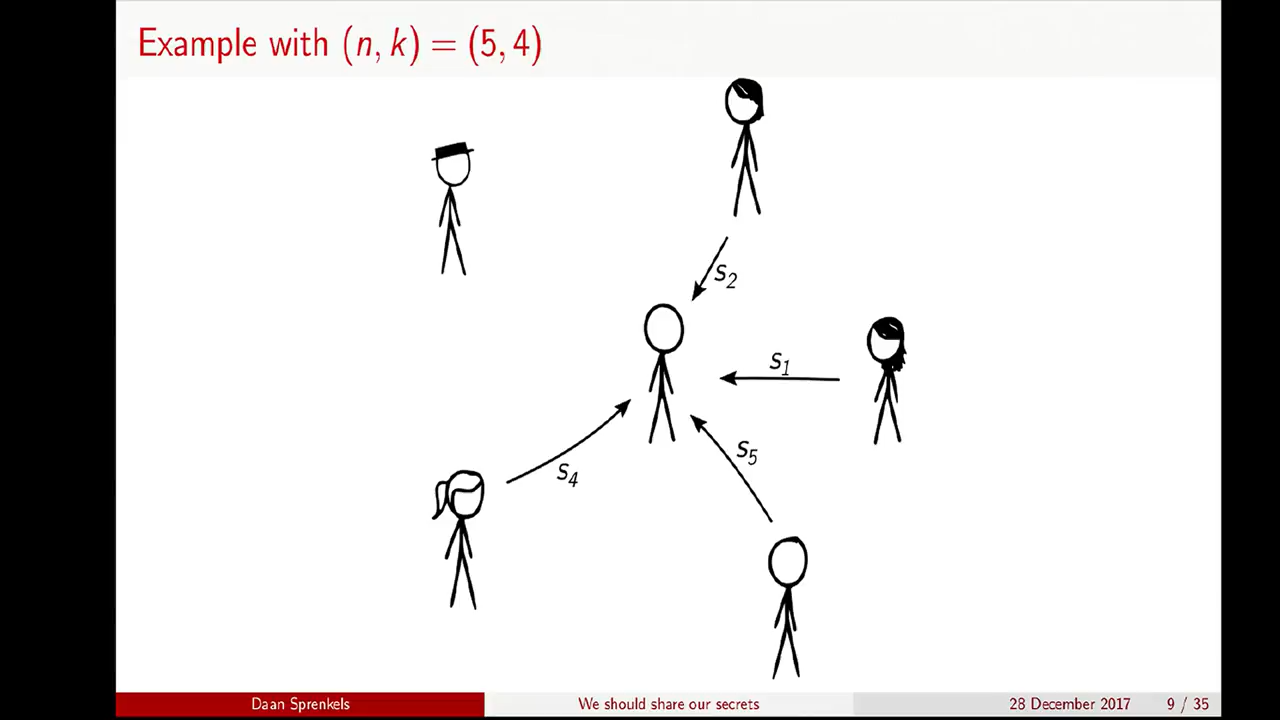 Example with (n, k) = (5, 4)
s₂
s₁
s₅
s₄
Daan Sprenkels We should share our secrets 28 December 2017 9 / 35